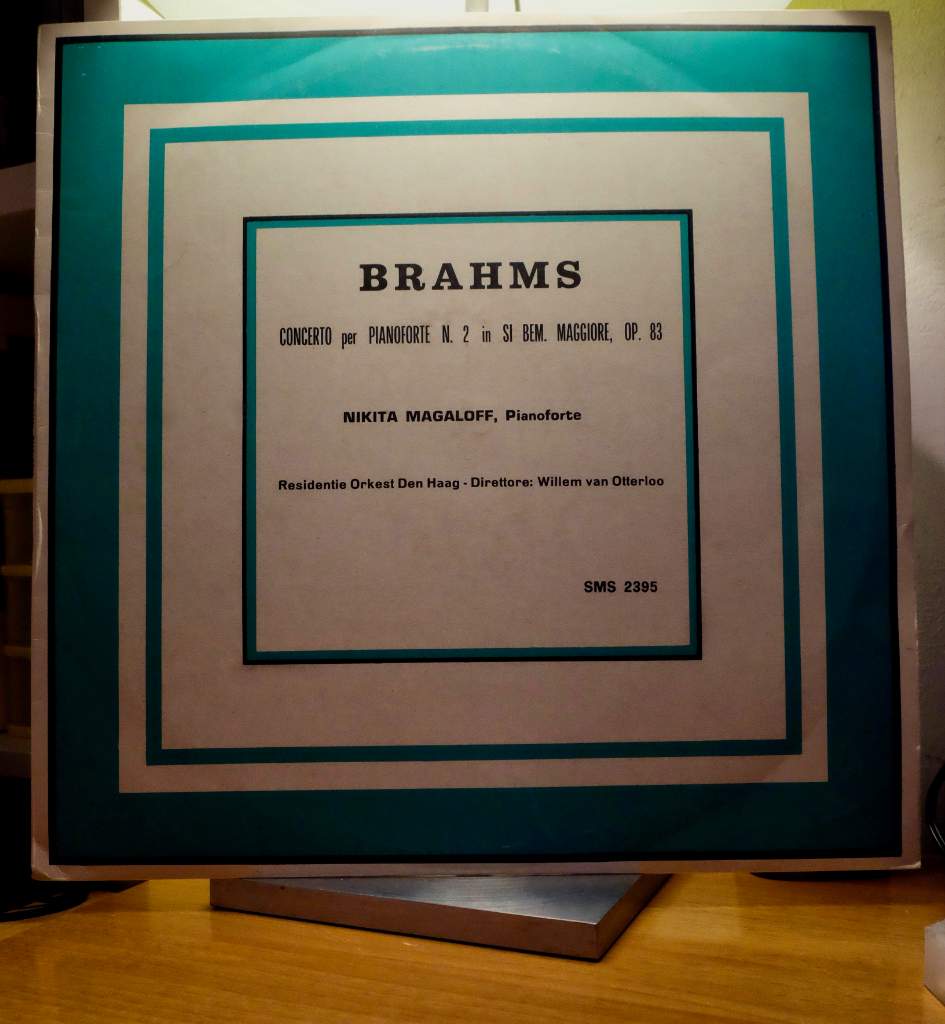 BRAHMS
CONCERTO per PIANOFORTE N. 2 in SI BEM. MAGGIORE, OP. 83
NIKITA MAGALOFF, Pianoforte
Residentie Orkest Den Haag - Direttore: Willem van Otterloo
SMS 2395